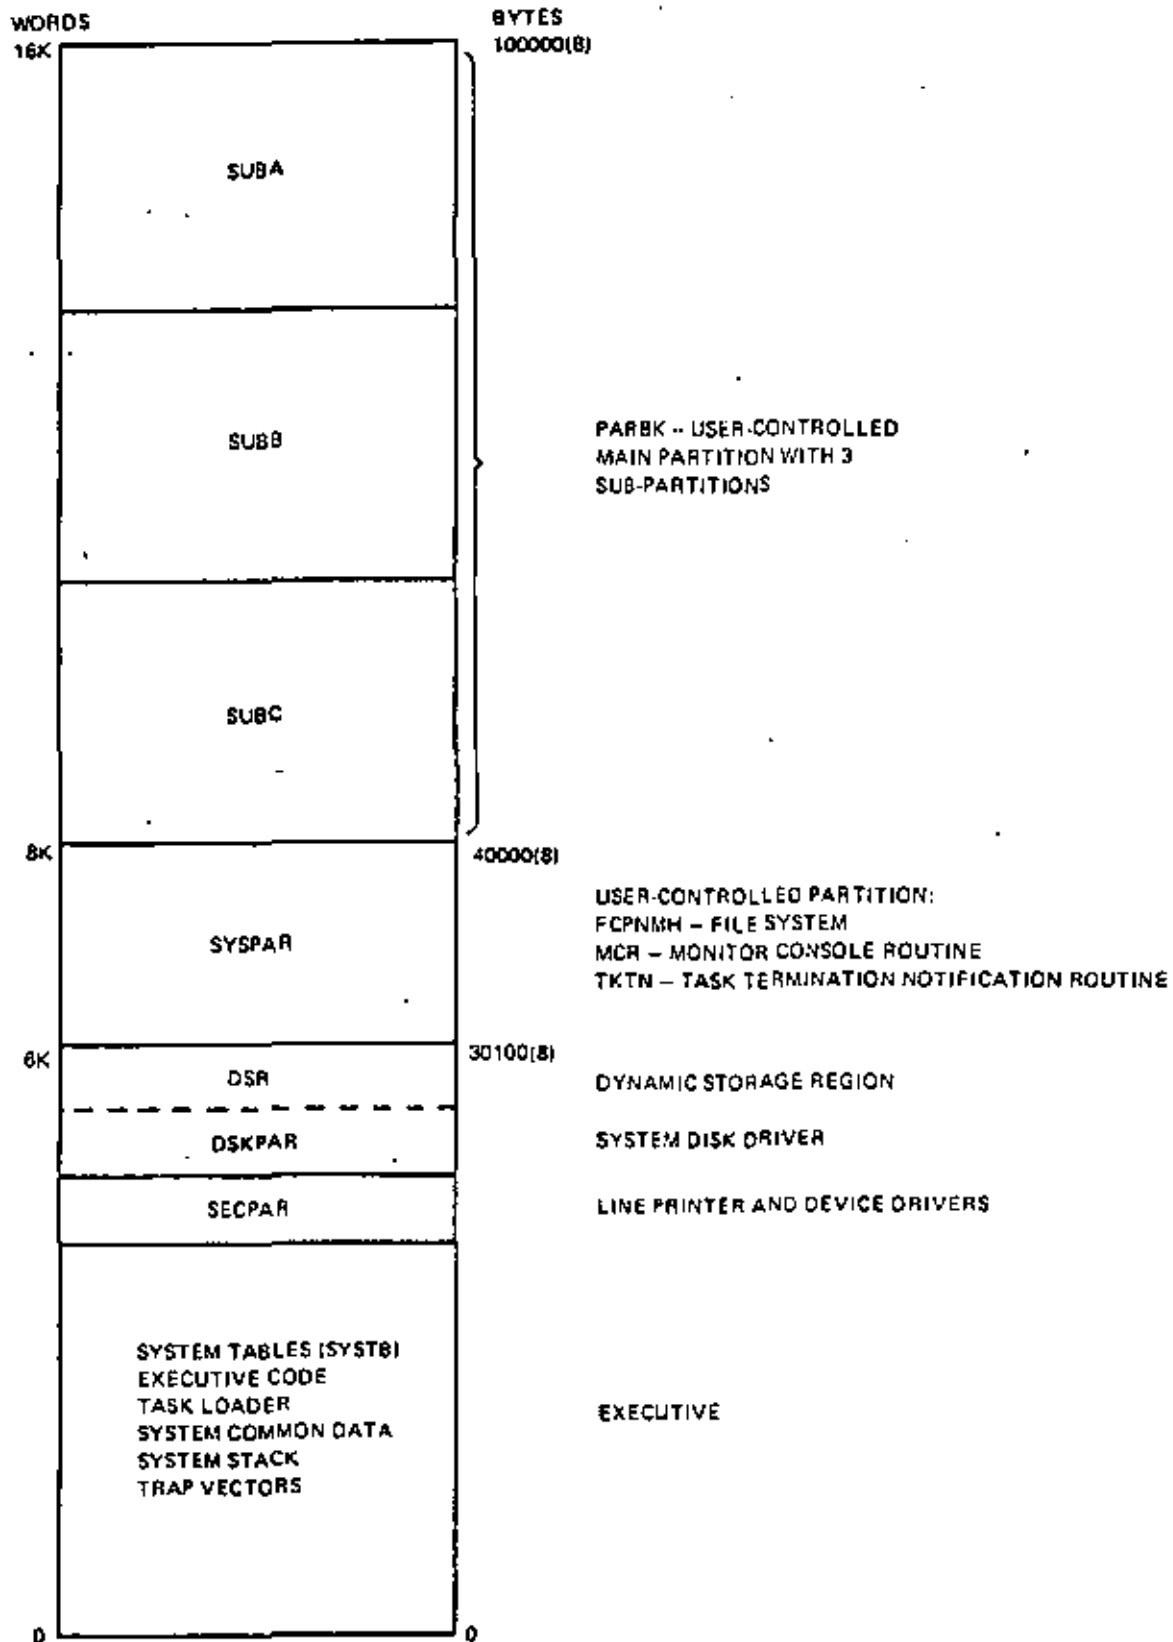 WORDS
BYTES
16K
100000(8)
SUBA
SUBB
PARBK -- USER-CONTROLLED
MAIN PARTITION WITH 3
SUB-PARTITIONS
SUBC
8K
40000(8)
SYSPAR
USER-CONTROLLED PARTITION:
FCPNMH – FILE SYSTEM
MCR – MONITOR CONSOLE ROUTINE
TKTN – TASK TERMINATION NOTIFICATION ROUTINE
6K
30100(8)
DSR
DYNAMIC STORAGE REGION
DSKPAR
SYSTEM DISK DRIVER
SECPAR
LINE PRINTER AND DEVICE DRIVERS
SYSTEM TABLES (SYSTB)
EXECUTIVE CODE
TASK LOADER
SYSTEM COMMON DATA
SYSTEM STACK
TRAP VECTORS
EXECUTIVE
0
0